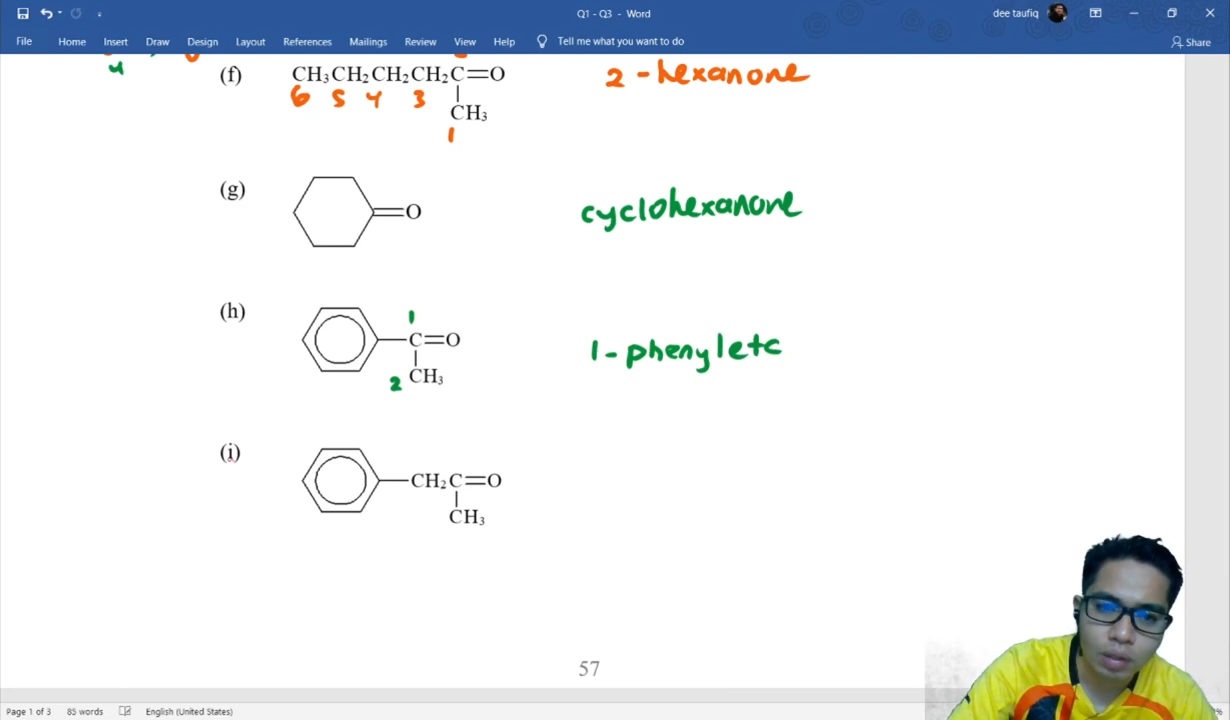 Q1 - Q3 - Word
dee taufiq
File Home Insert Draw Design Layout References Mailings Review View Help Tell me what you want to do
Share
4
(f) CH₃CH₂CH₂CH₂C=O 2-hexanone
6 5 4 3
CH₃
1
(g) =O cyclohexanone
(h) 1
C=O 1-phenyletc
2 CH₃
(i) CH₂C=O
CH₃
57
Page 1 of 3 85 words English (United States)